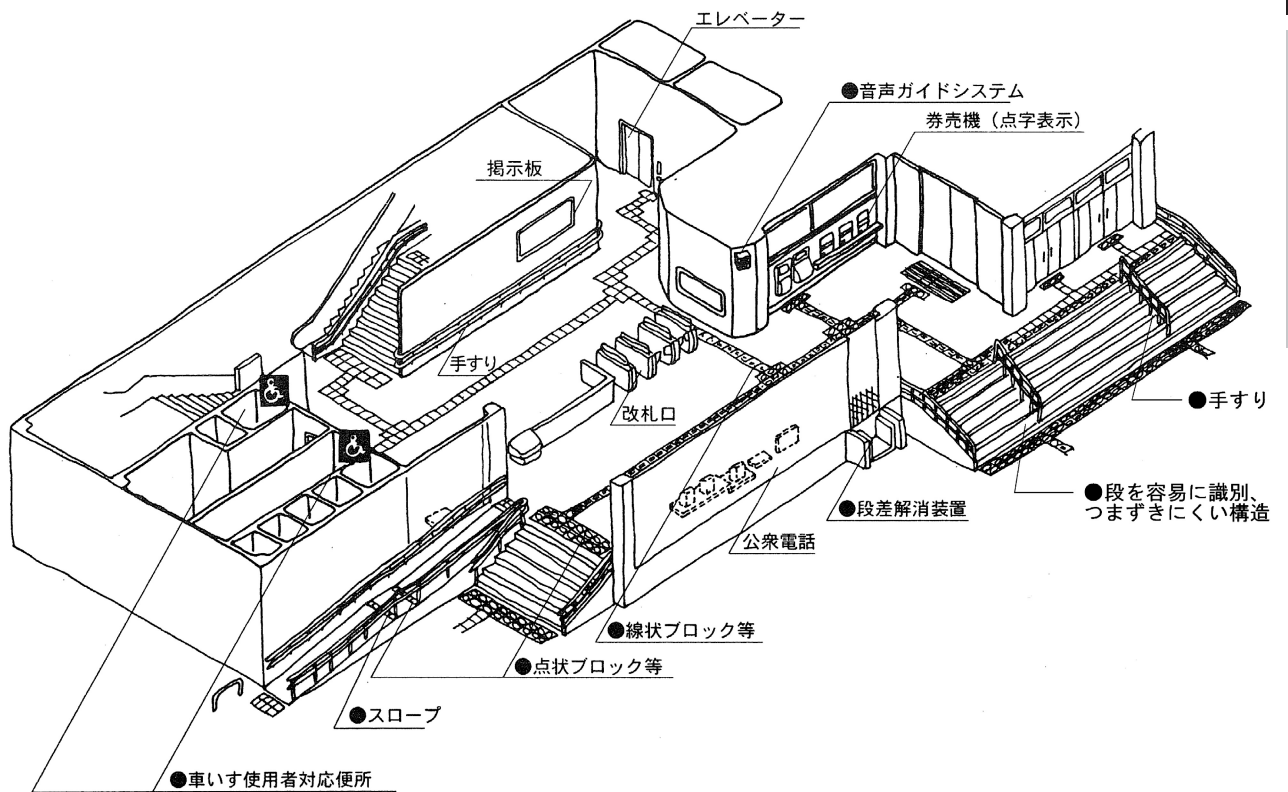 エレベーター
●音声ガイドシステム
券売機（点字表示）
掲示板
手すり
改札口
●手すり
●段を容易に識別、
つまずきにくい構造
●段差解消装置
公衆電話
●線状ブロック等
●点状ブロック等
●スロープ
●車いす使用者対応便所